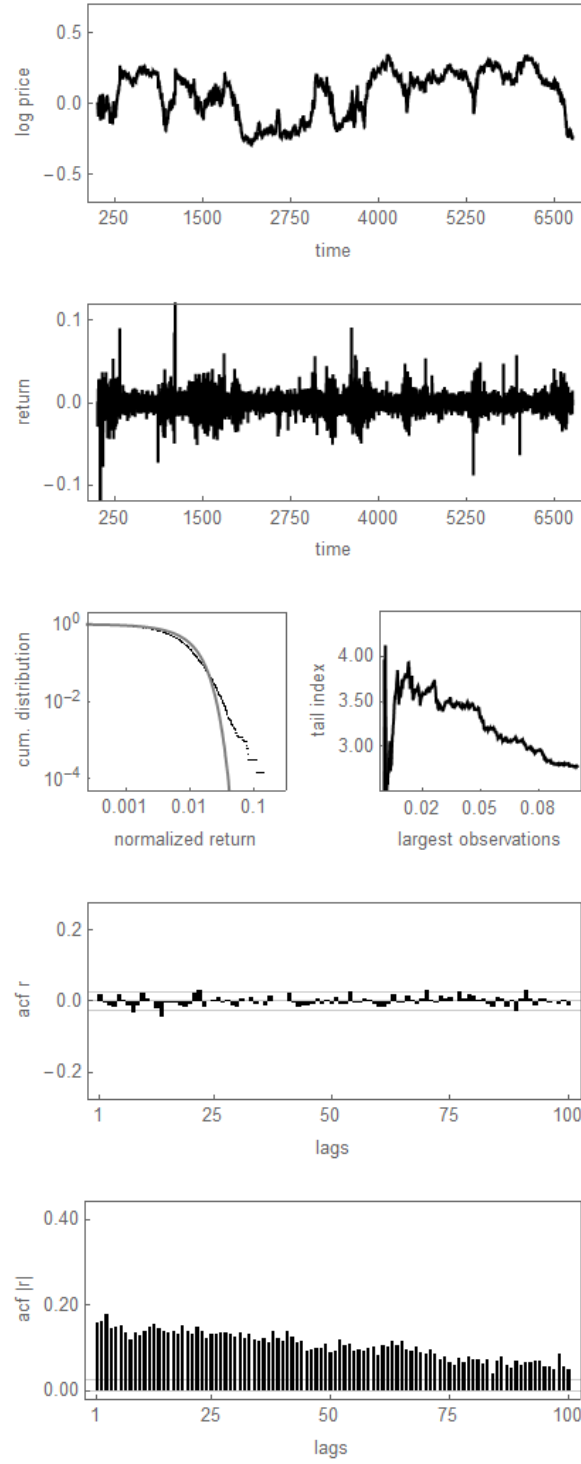 0.5
0.0
−0.5
log price
250 1500 2750 4000 5250 6500
time
0.1
0.0
−0.1
return
250 1500 2750 4000 5250 6500
time
10^0
10^−2
10^−4
cum. distribution
0.001 0.01 0.1
normalized return
4.00
3.50
3.00
tail index
0.02 0.05 0.08
largest observations
0.2
0.0
−0.2
acf r
1 25 50 75 100
lags
0.40
0.20
0.00
acf |r|
1 25 50 75 100
lags